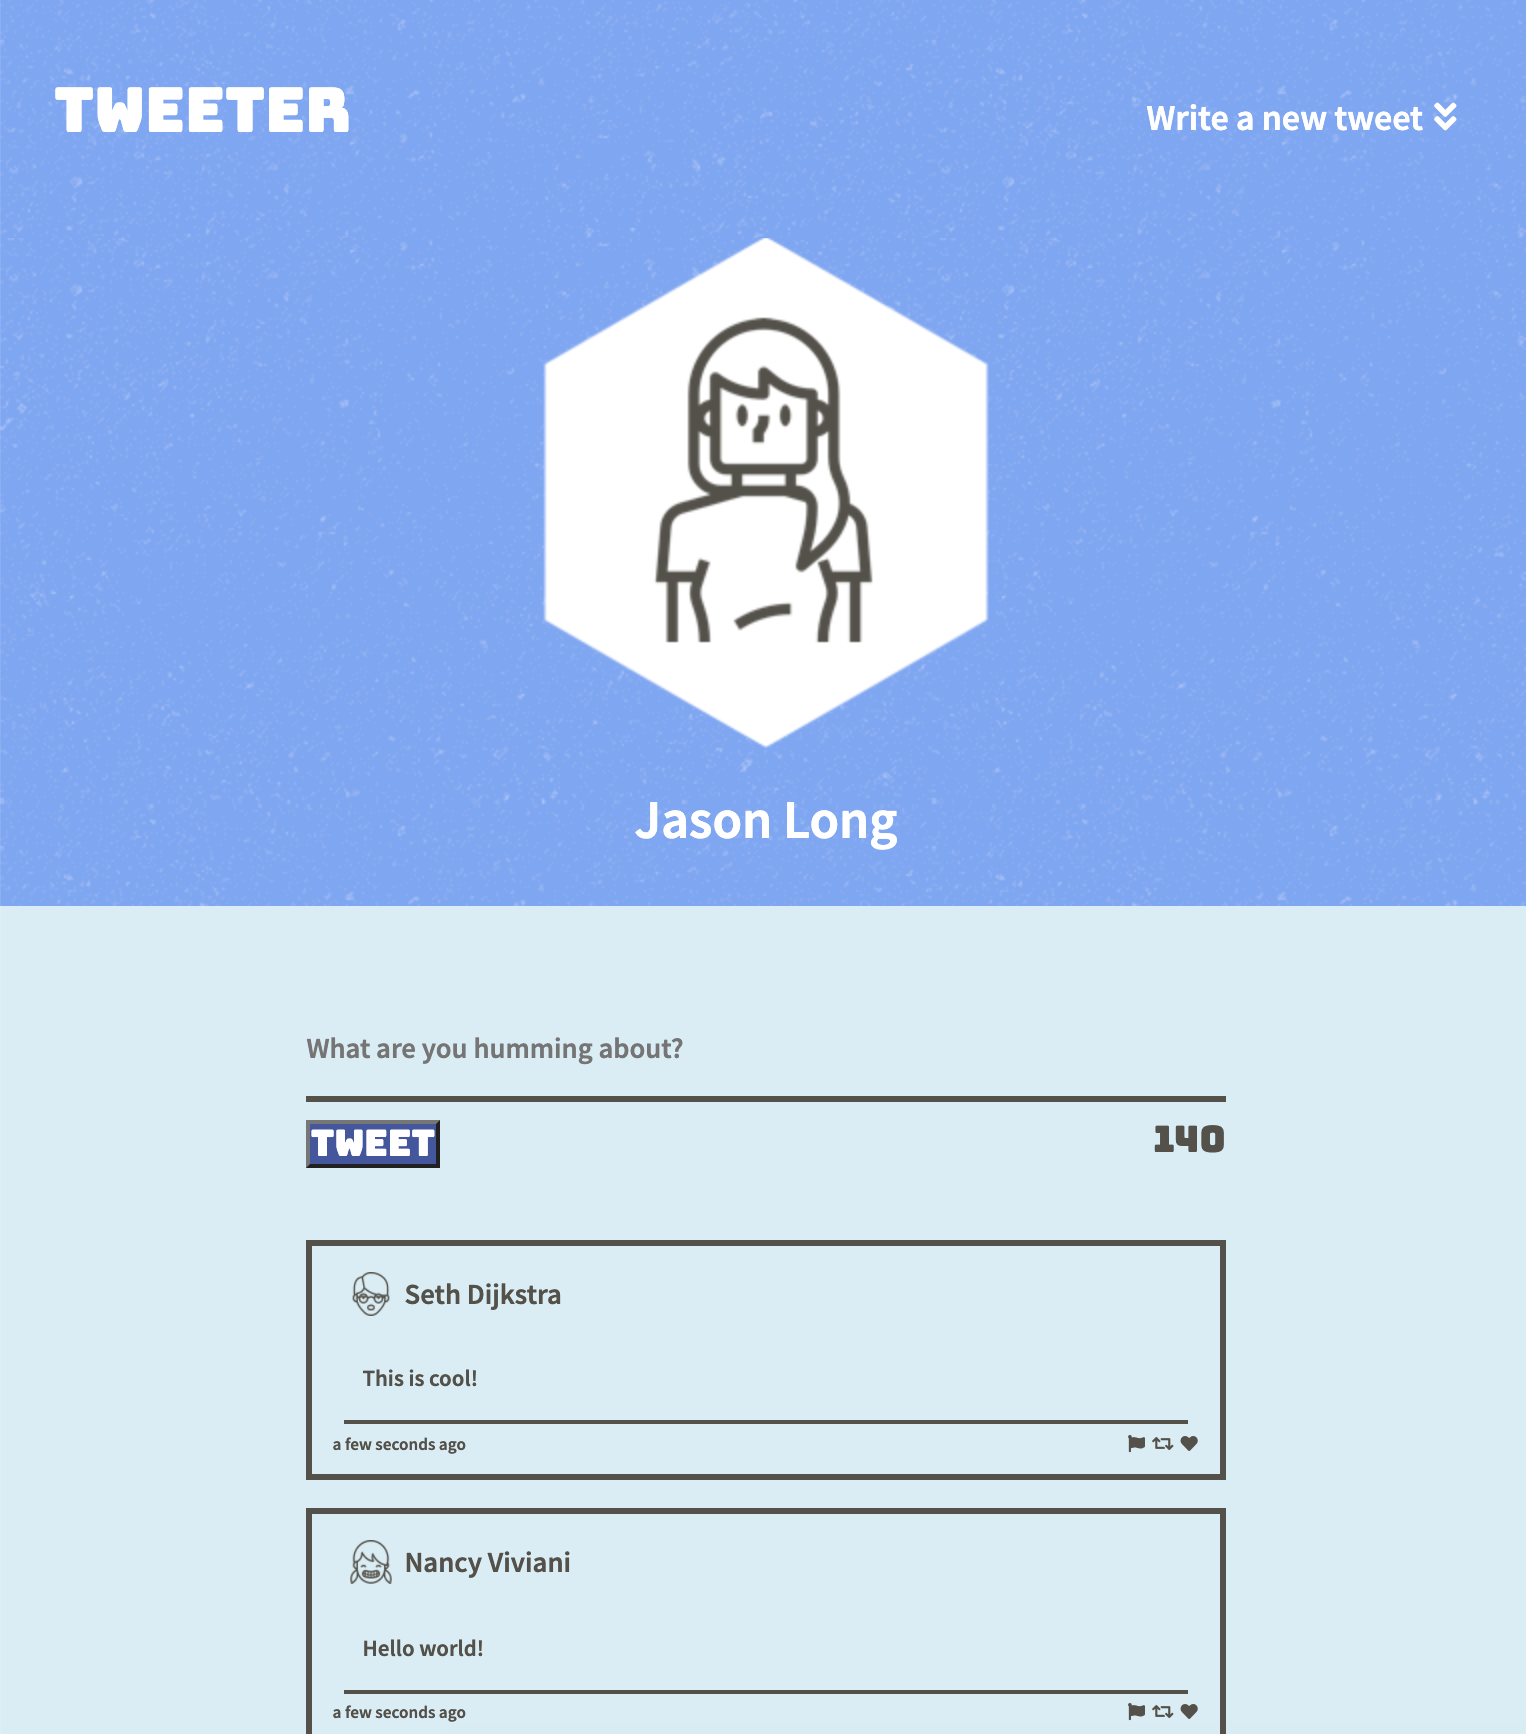 TWEETER
Write a new tweet
Jason Long
What are you humming about?
TWEET
140
Seth Dijkstra
This is cool!
a few seconds ago
Nancy Viviani
Hello world!
a few seconds ago